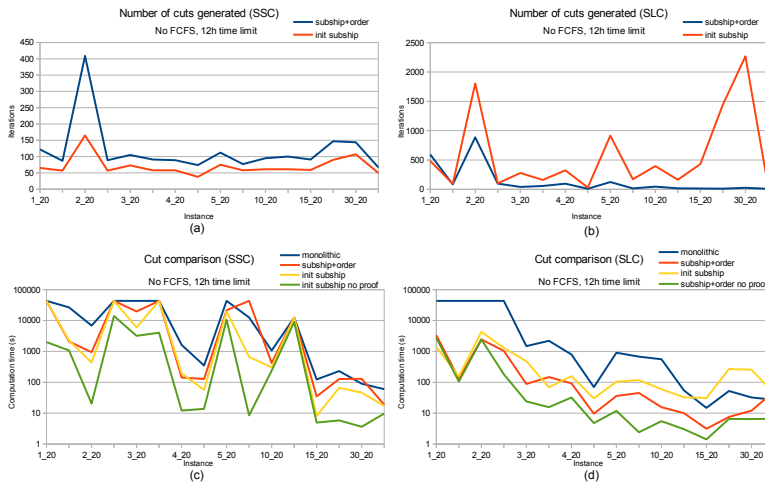 Number of cuts generated (SSC)
No FCFS, 12h time limit
subship+order
init subship
450
400
350
300
250
200
150
100
50
0
Iterations
1_20 2_20 3_20 4_20 5_20 10_20 15_20 30_20
Instance
(a)
Number of cuts generated (SLC)
No FCFS, 12h time limit
subship+order
init subship
2500
2000
1500
1000
500
0
Iterations
1_20 2_20 3_20 4_20 5_20 10_20 15_20 30_20
Instance
(b)
Cut comparison (SSC)
No FCFS, 12h time limit
monolithic
subship+order
init subship
init subship no proof
100000
10000
1000
100
10
1
Computation time (s)
1_20 2_20 3_20 4_20 5_20 10_20 15_20 30_20
Instance
(c)
Cut comparison (SLC)
No FCFS, 12h time limit
monolithic
subship+order
init subship
subship+order no proof
100000
10000
1000
100
10
1
Computation time (s)
1_20 2_20 3_20 4_20 5_20 10_20 15_20 30_20
Instance
(d)